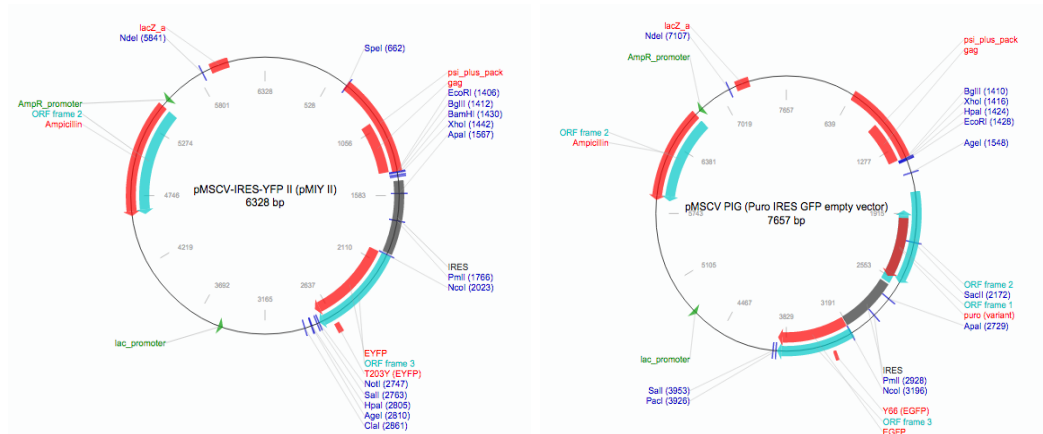 lacZ_a
NdeI (5841)
SpeI (662)
psi_plus_pack
gag
EcoRI (1406)
BglII (1412)
BamHI (1430)
XhoI (1442)
ApaI (1567)
AmpR_promoter
ORF frame 2
Ampicillin
6328
528
1056
1583
2110
2637
3165
3692
4219
4746
5274
5801
pMSCV-IRES-YFP II (pMIY II)
6328 bp
IRES
PmlI (1766)
NcoI (2023)
lac_promoter
EYFP
ORF frame 3
T203Y (EYFP)
NotI (2747)
SalI (2763)
HpaI (2805)
AgeI (2810)
ClaI (2861)
lacZ_a
NdeI (7107)
AmpR_promoter
psi_plus_pack
gag
BglII (1410)
XhoI (1416)
HpaI (1424)
EcoRI (1428)
AgeI (1548)
ORF frame 2
Ampicillin
7657
639
1277
1915
2553
3191
3829
4467
5105
5743
6381
7019
pMSCV PIG (Puro IRES GFP empty vector)
7657 bp
ORF frame 2
SacII (2172)
ORF frame 1
puro (variant)
ApaI (2729)
lac_promoter
IRES
PmlI (2928)
NcoI (3196)
SalI (3953)
PacI (3926)
Y66 (EGFP)
ORF frame 3
EGFP